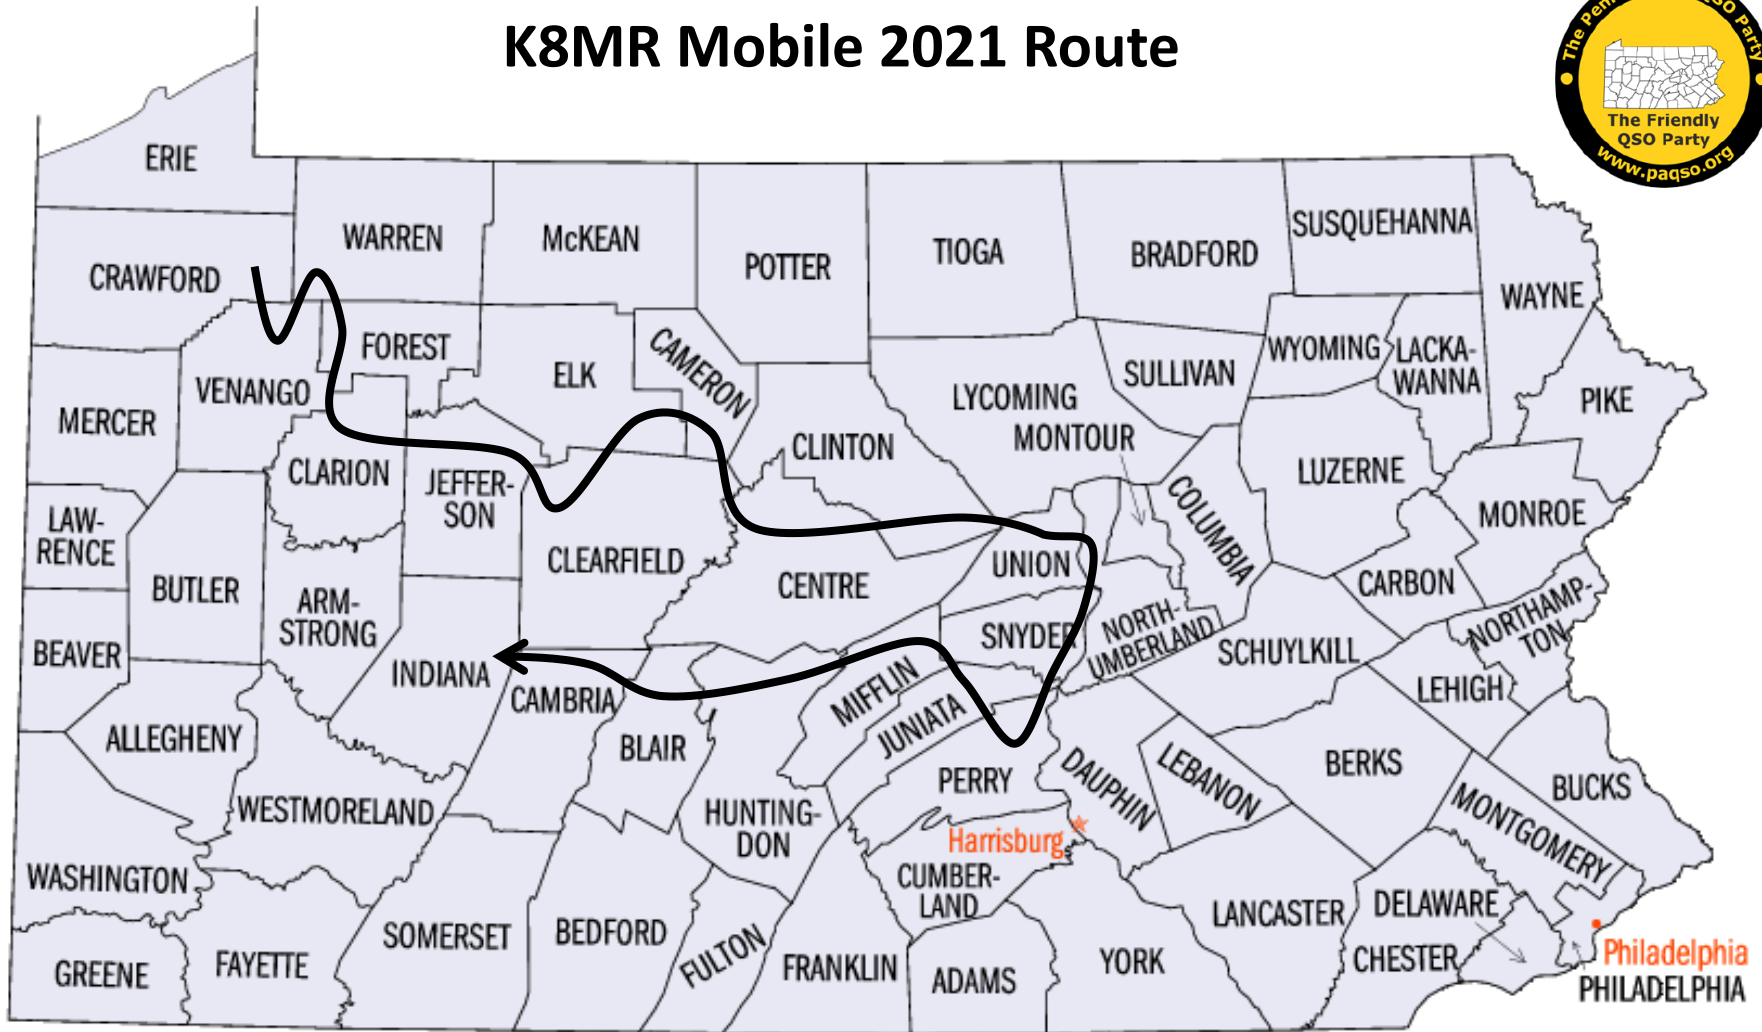 K8MR Mobile 2021 Route
QSO Party
The Friendly
QSO Party
www.paqso.org
ERIE
WARREN
McKEAN
POTTER
TIOGA
BRADFORD
SUSQUEHANNA
WAYNE
CRAWFORD
FOREST
ELK
CAMERON
WYOMING
LACKA-
WANNA
SULLIVAN
LYCOMING
PIKE
VENANGO
MERCER
CLINTON
MONTOUR
LUZERNE
CLARION
JEFFER-
SON
COLUMBIA
MONROE
LAW-
RENCE
CLEARFIELD
UNION
CENTRE
CARBON
BUTLER
ARM-
STRONG
NORTHAMP-
TON
BEAVER
SNYDER
NORTH-
UMBERLAND
SCHUYLKILL
INDIANA
CAMBRIA
MIFFLIN
LEHIGH
JUNIATA
ALLEGHENY
BLAIR
PERRY
DAUPHIN
LEBANON
BERKS
BUCKS
WESTMORELAND
HUNTING-
DON
Harrisburg
MONTGOMERY
WASHINGTON
CUMBER-
LAND
LANCASTER
DELAWARE
SOMERSET
BEDFORD
FULTON
FRANKLIN
ADAMS
YORK
CHESTER
Philadelphia
PHILADELPHIA
GREENE
FAYETTE